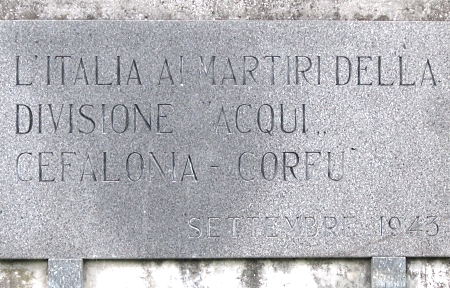 L'ITALIA AI MARTIRI DELLA
DIVISIONE "ACQUI„
CEFALONIA - CORFU'
SETTEMBRE 1943